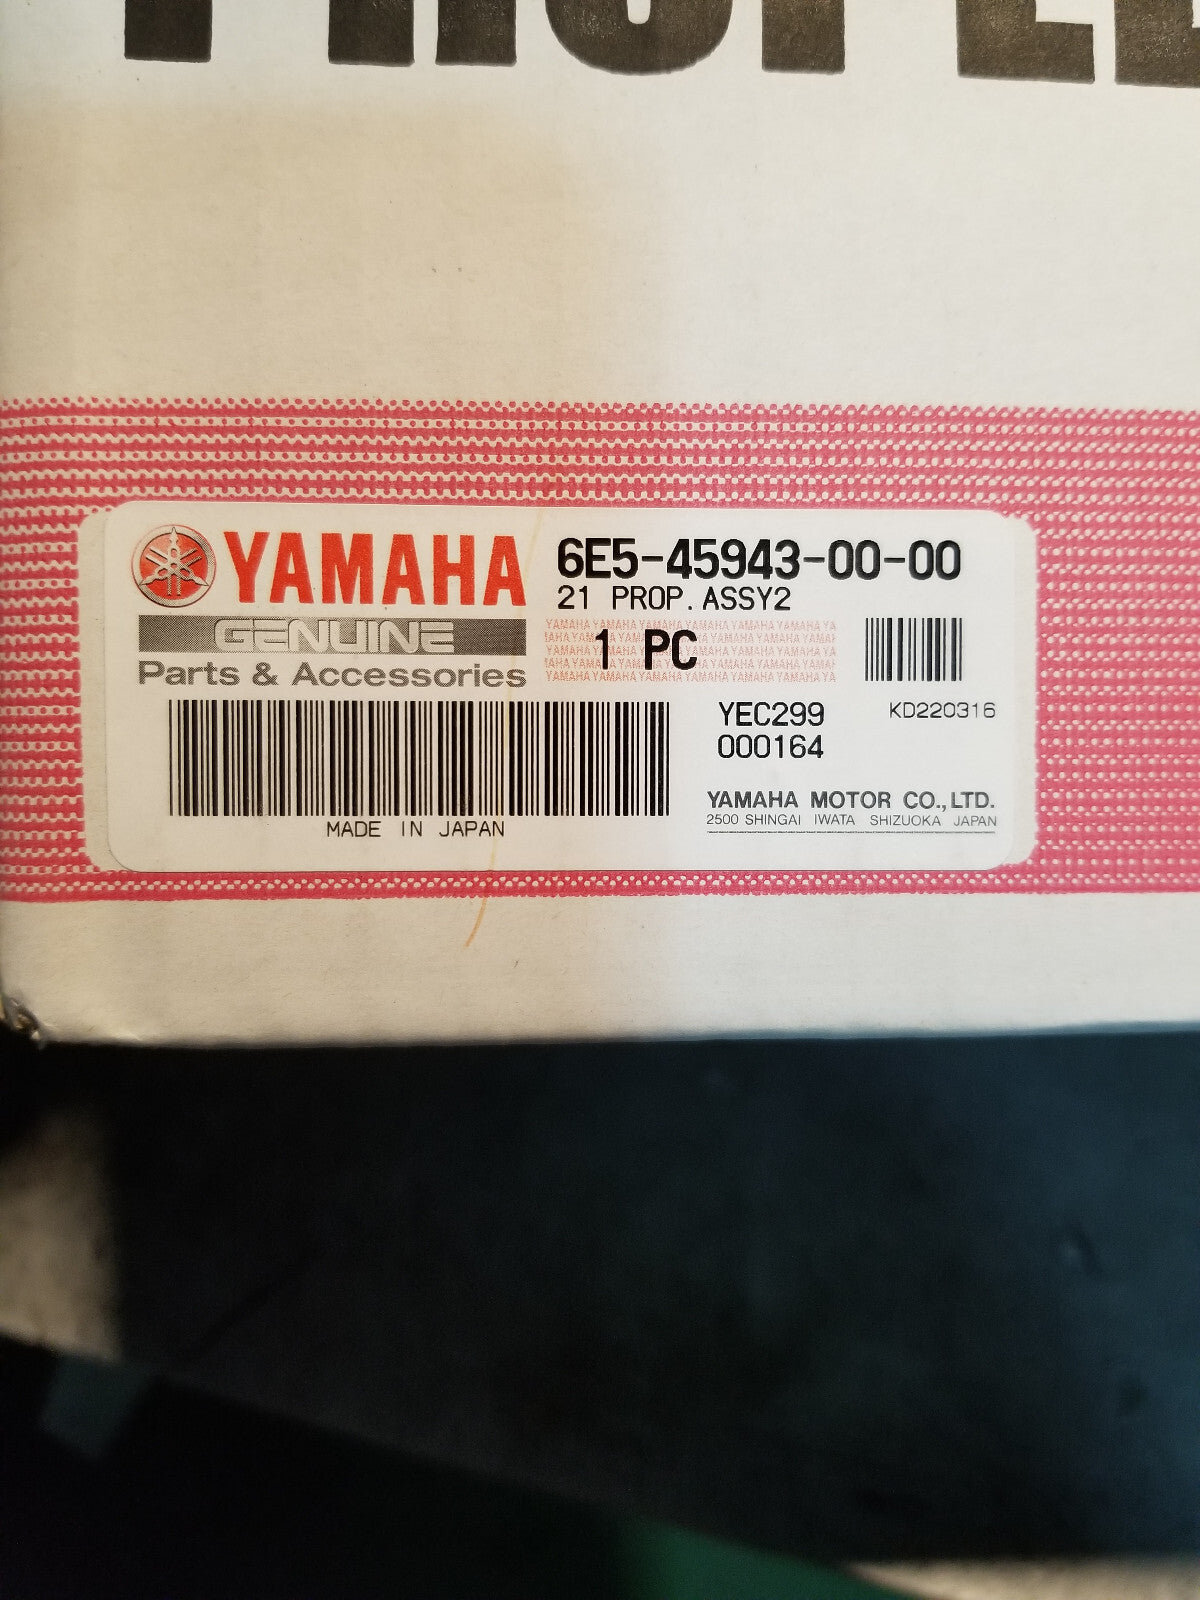 YAMAHA
GENUINE
Parts & Accessories
6E5-45943-00-00
21 PROP. ASSY2
1 PC
YEC299
000164
KD220316
MADE IN JAPAN
YAMAHA MOTOR CO., LTD.
2500 SHINGAI IWATA SHIZUOKA JAPAN